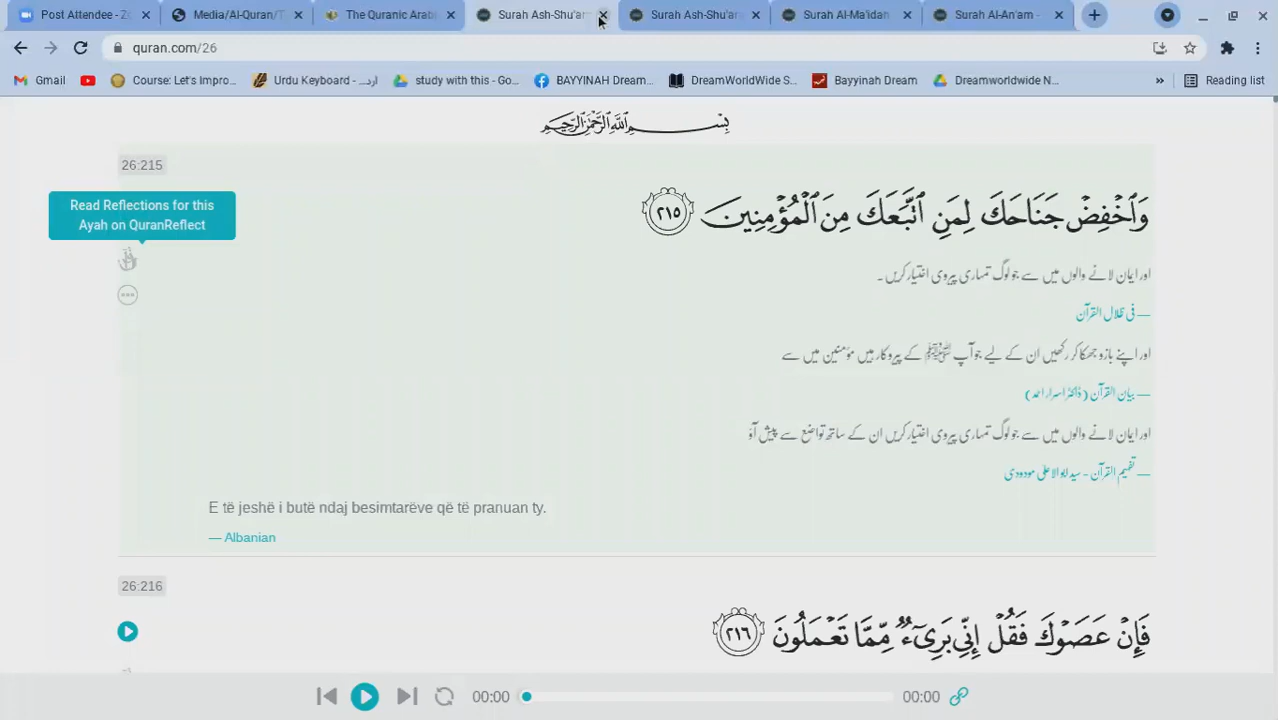 Post Attendee - Zo
Media/Al-Quran/T
The Quranic Arabi
Surah Ash-Shu'ar
Surah Ash-Shu'ar
Surah Al-Ma'idan
Surah Al-An'am -
quran.com/26
Gmail
Course: Let's Impro...
Urdu Keyboard - ...اردو
study with this - Go...
BAYYINAH Dream...
DreamWorldWide S...
Bayyinah Dream
Dreamworldwide N...
»
Reading list
بِسْمِ اللَّهِ الرَّحْمَٰنِ الرَّحِيمِ
26:215
Read Reflections for this
Ayah on QuranReflect
وَٱخْفِضْ جَنَاحَكَ لِمَنِ ٱتَّبَعَكَ مِنَ ٱلْمُؤْمِنِينَ ٢١٥
اور ایمان لانے والوں میں سے جو لوگ تمہاری پیروی اختیار کریں۔
— فی ظلال القرآن
اور اپنے بازو جھکا کر رکھیں ان کے لیے جو آپ ﷺ کے پیروکار ہیں مؤمنین میں سے
— بیان القرآن (ڈاکٹر اسرار احمد)
اور ایمان لانے والوں میں سے جو لوگ تمہاری پیروی اختیار کریں ان کے ساتھ تواضع سے پیش آؤ
— تفہیم القرآن - سید ابو الاعلیٰ مودودی
E të jeshë i butë ndaj besimtarëve që të pranuan ty.
— Albanian
26:216
فَإِنْ عَصَوْكَ فَقُلْ إِنِّى بَرِىٓءٌ مِّمَّا تَعْمَلُونَ ٢١٦
00:00
00:00